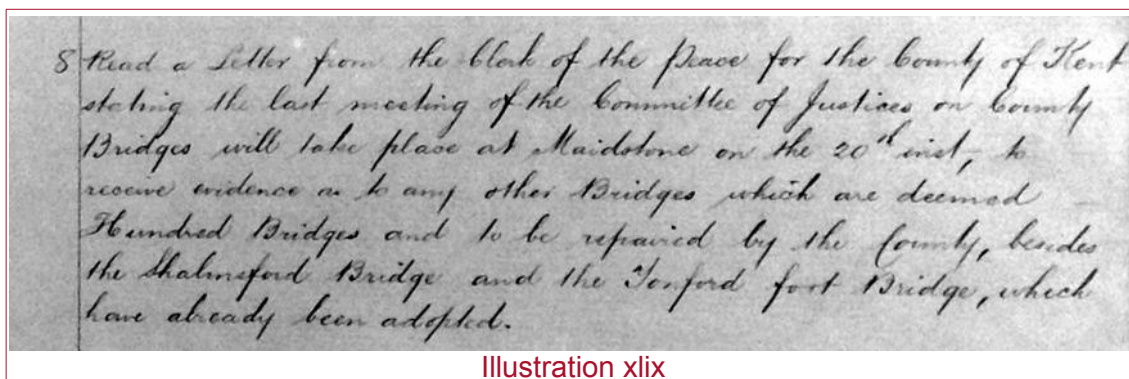 8 Read a Letter from the Clerk of the Peace for the County of Kent
stating the last meeting of the Committee of Justices on County
Bridges will take place at Maidstone on the 20th inst, to
receive evidence as to any other Bridges which are deemed
Hundred Bridges and to be repaired by the County, besides
the Shalmsford Bridge and the Tonford foot Bridge, which
have already been adopted.
Illustration xlix